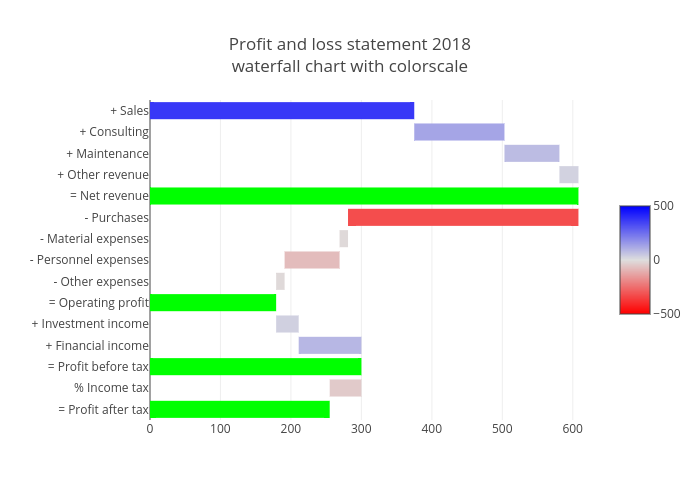 Profit and loss statement 2018
waterfall chart with colorscale
+ Sales
+ Consulting
+ Maintenance
+ Other revenue
= Net revenue
- Purchases
- Material expenses
- Personnel expenses
- Other expenses
= Operating profit
+ Investment income
+ Financial income
= Profit before tax
% Income tax
= Profit after tax
0 100 200 300 400 500 600
500
0
−500